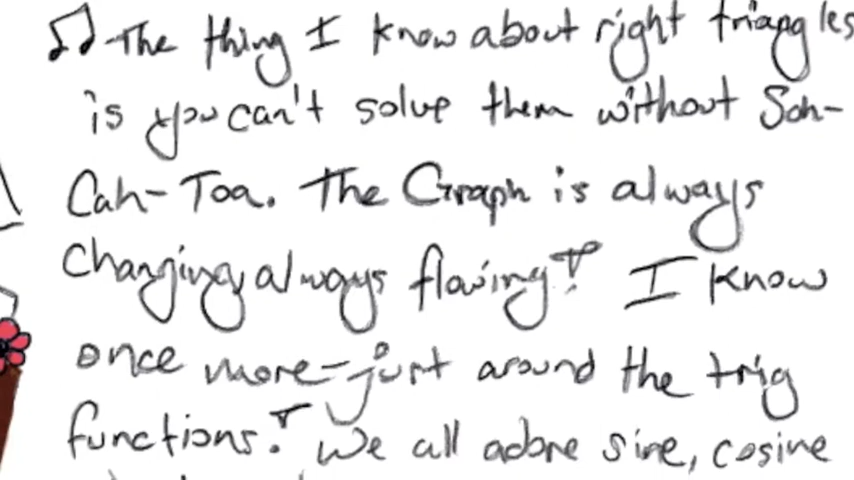 ♫ The thing I know about right triangles
is you can't solve them without Soh-
Cah-Toa. The Graph is always
changing always flowing! I know
once more-just around the trig
functions! We all adore sine, cosine